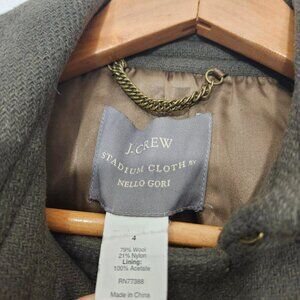 J.CREW
STADIUM CLOTH BY
NELLO GORI
4
79% Wool
21% Nylon
Lining:
100% Acetate
RN77388
Made in China